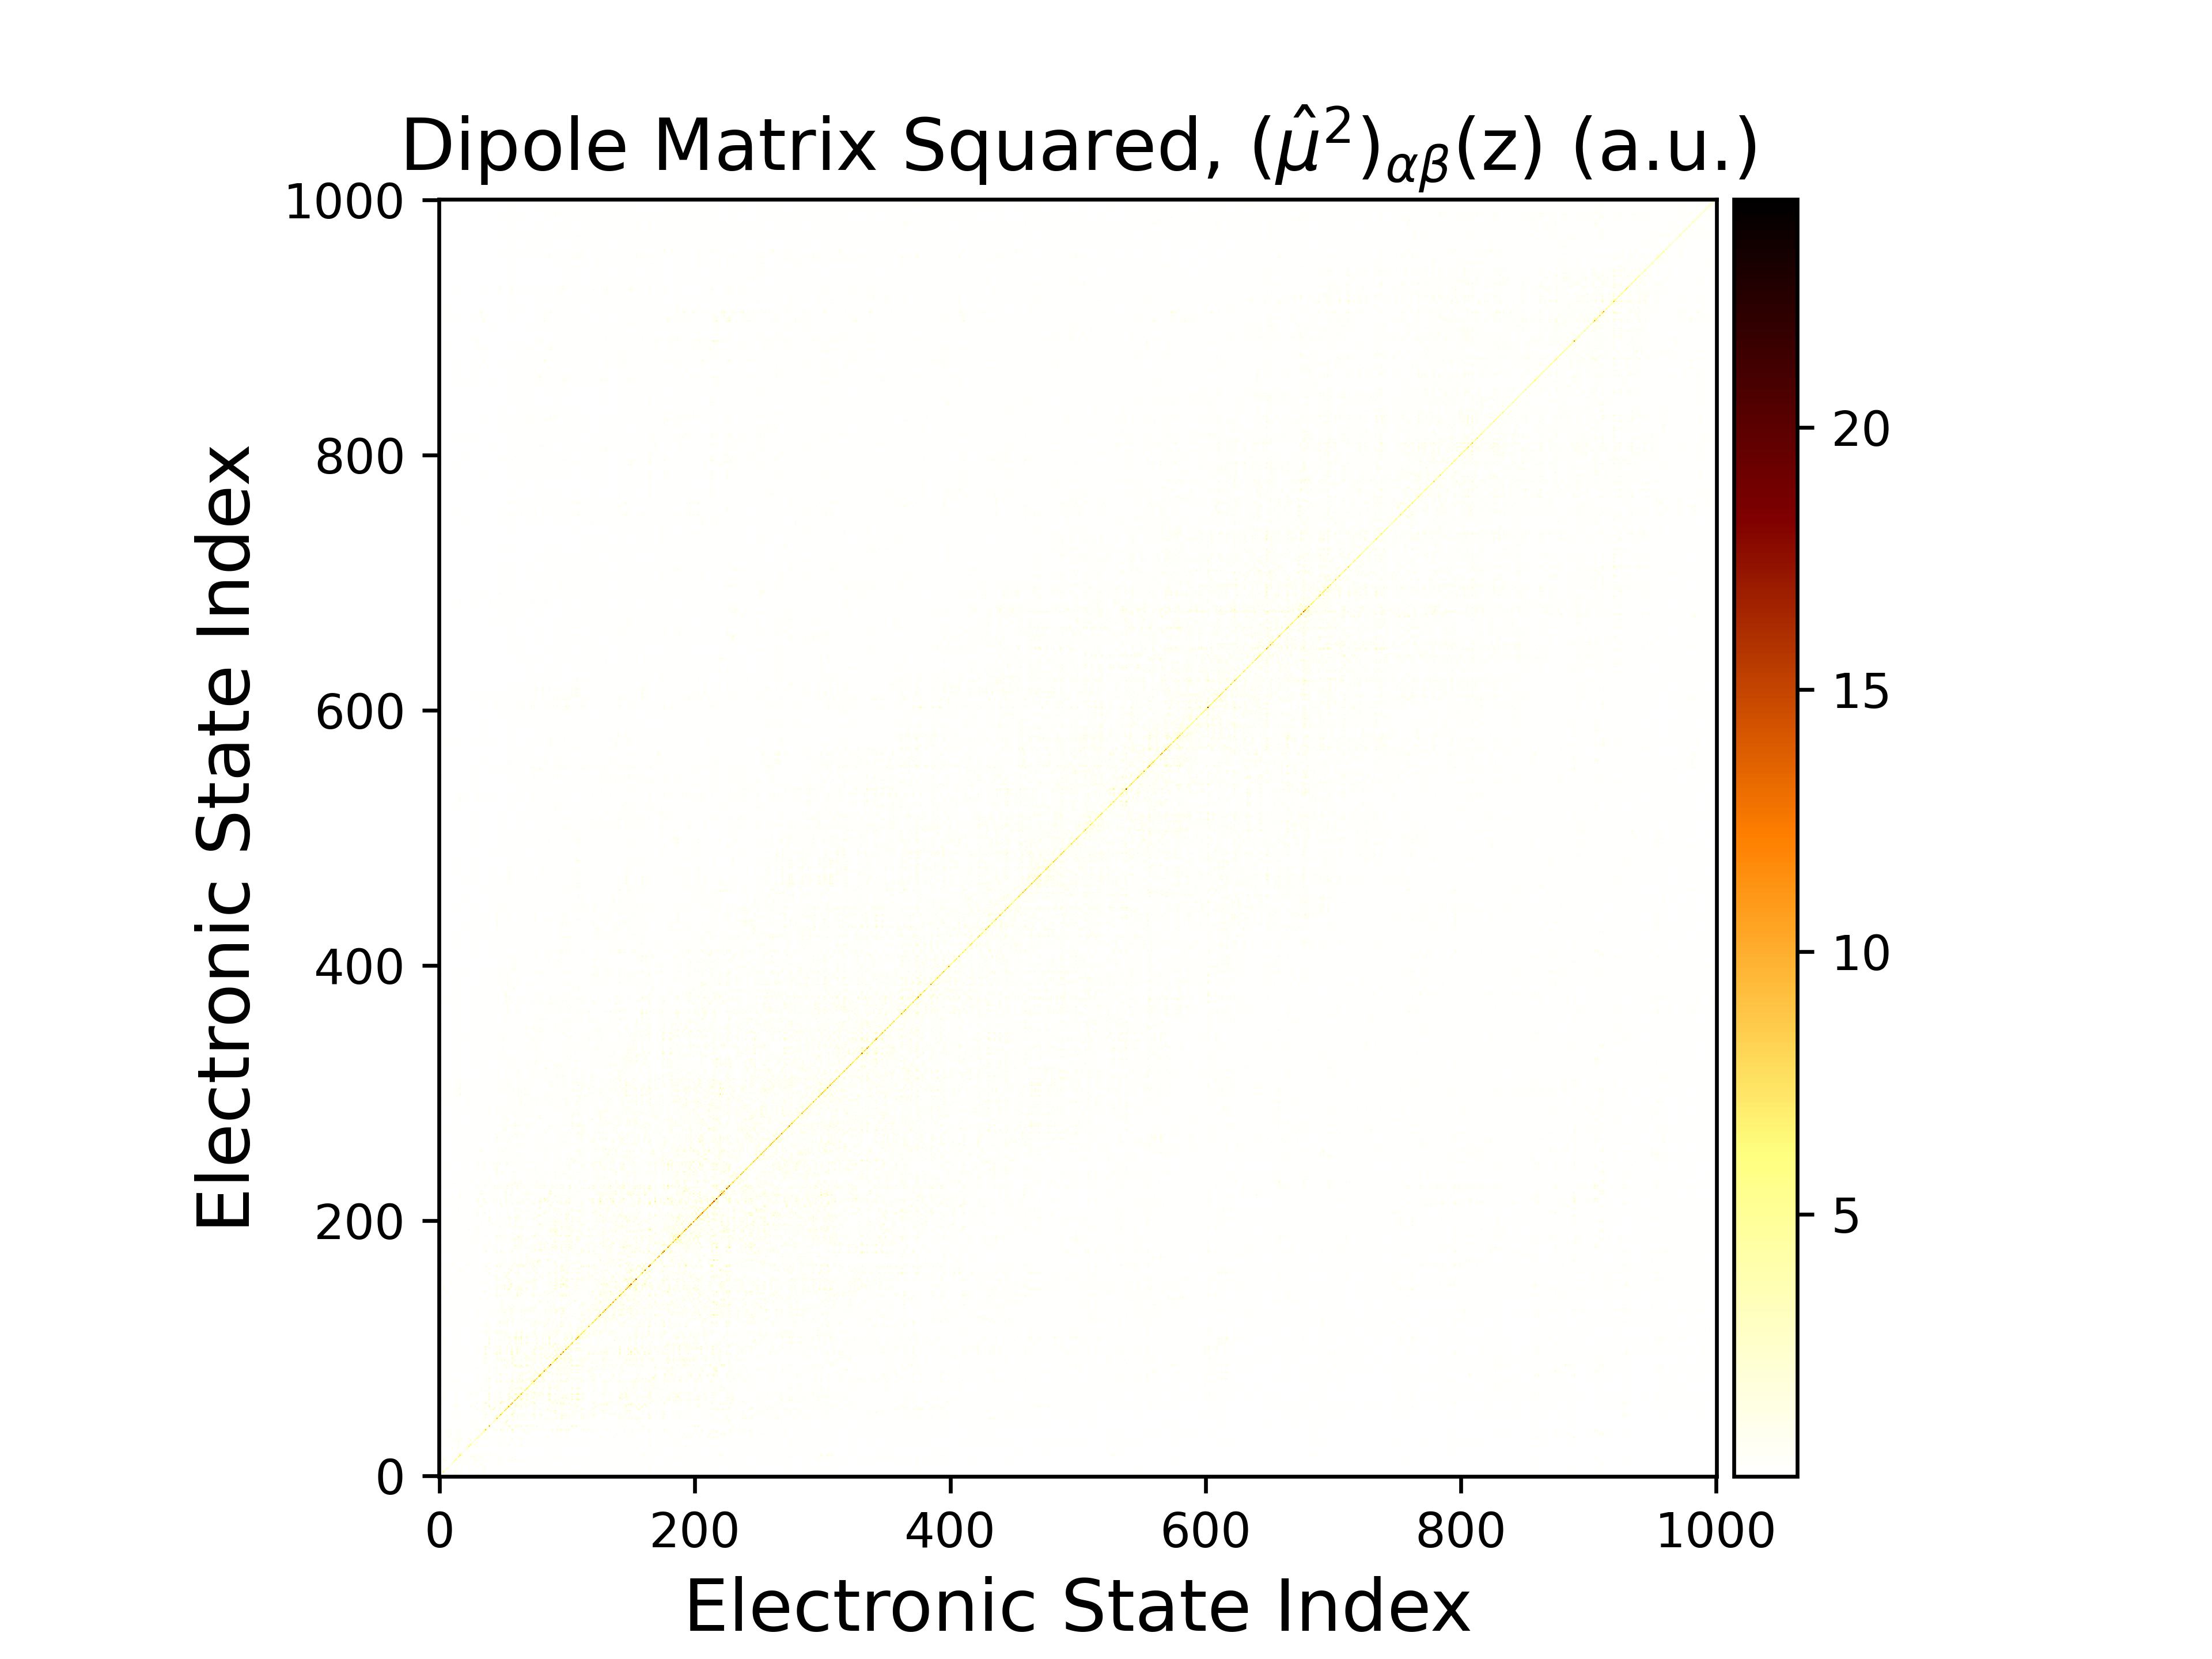 Dipole Matrix Squared, (μ̂²)αβ(z) (a.u.)
1000
800
600
400
200
0
Electronic State Index
0 200 400 600 800 1000
Electronic State Index
20
15
10
5